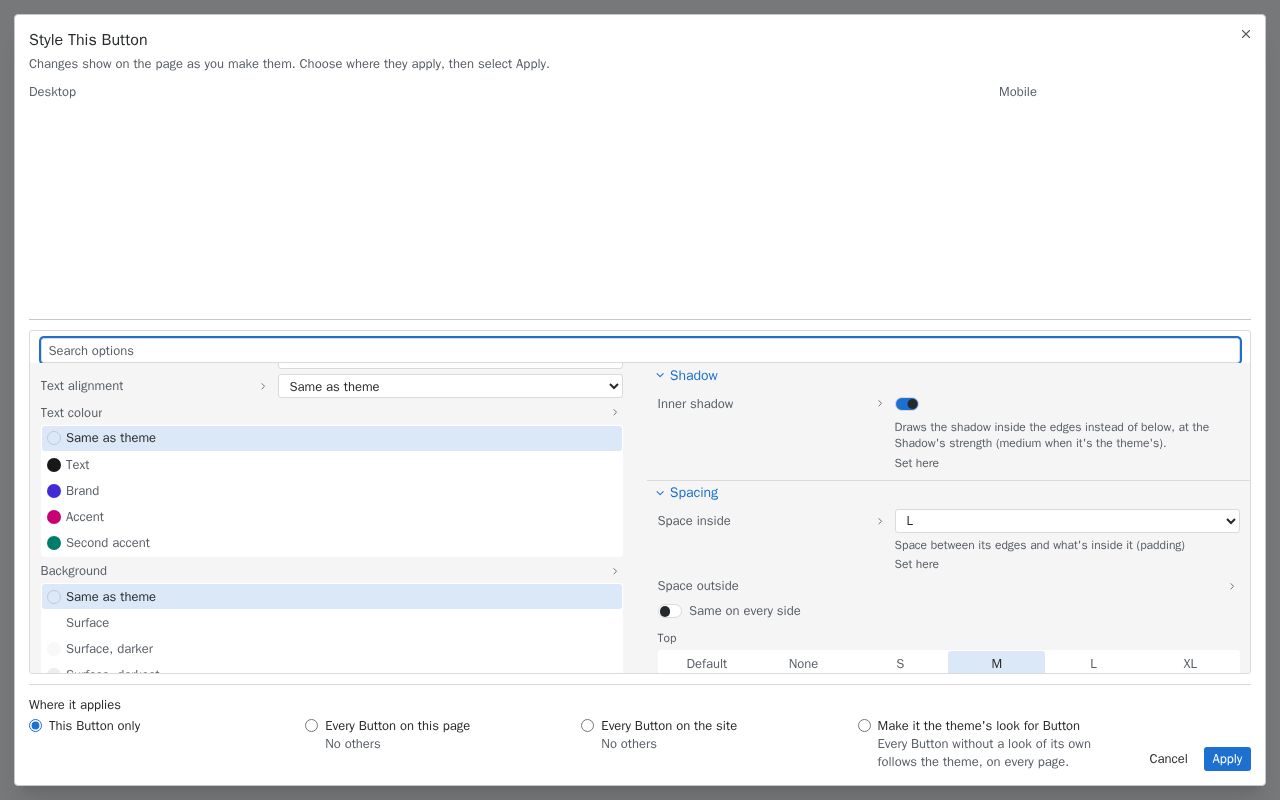 Style This Button
Changes show on the page as you make them. Choose where they apply, then select Apply.
Desktop
Mobile
Search options
Text alignment
Same as theme
Text colour
Same as theme
Text
Brand
Accent
Second accent
Background
Same as theme
Surface
Surface, darker
Surface, darkest
Shadow
Inner shadow
Draws the shadow inside the edges instead of below, at the
Shadow's strength (medium when it's the theme's).
Set here
Spacing
Space inside
L
Space between its edges and what's inside it (padding)
Set here
Space outside
Same on every side
Top
Default None S M L XL
Where it applies
This Button only
Every Button on this page
No others
Every Button on the site
No others
Make it the theme's look for Button
Every Button without a look of its own
follows the theme, on every page.
Cancel
Apply